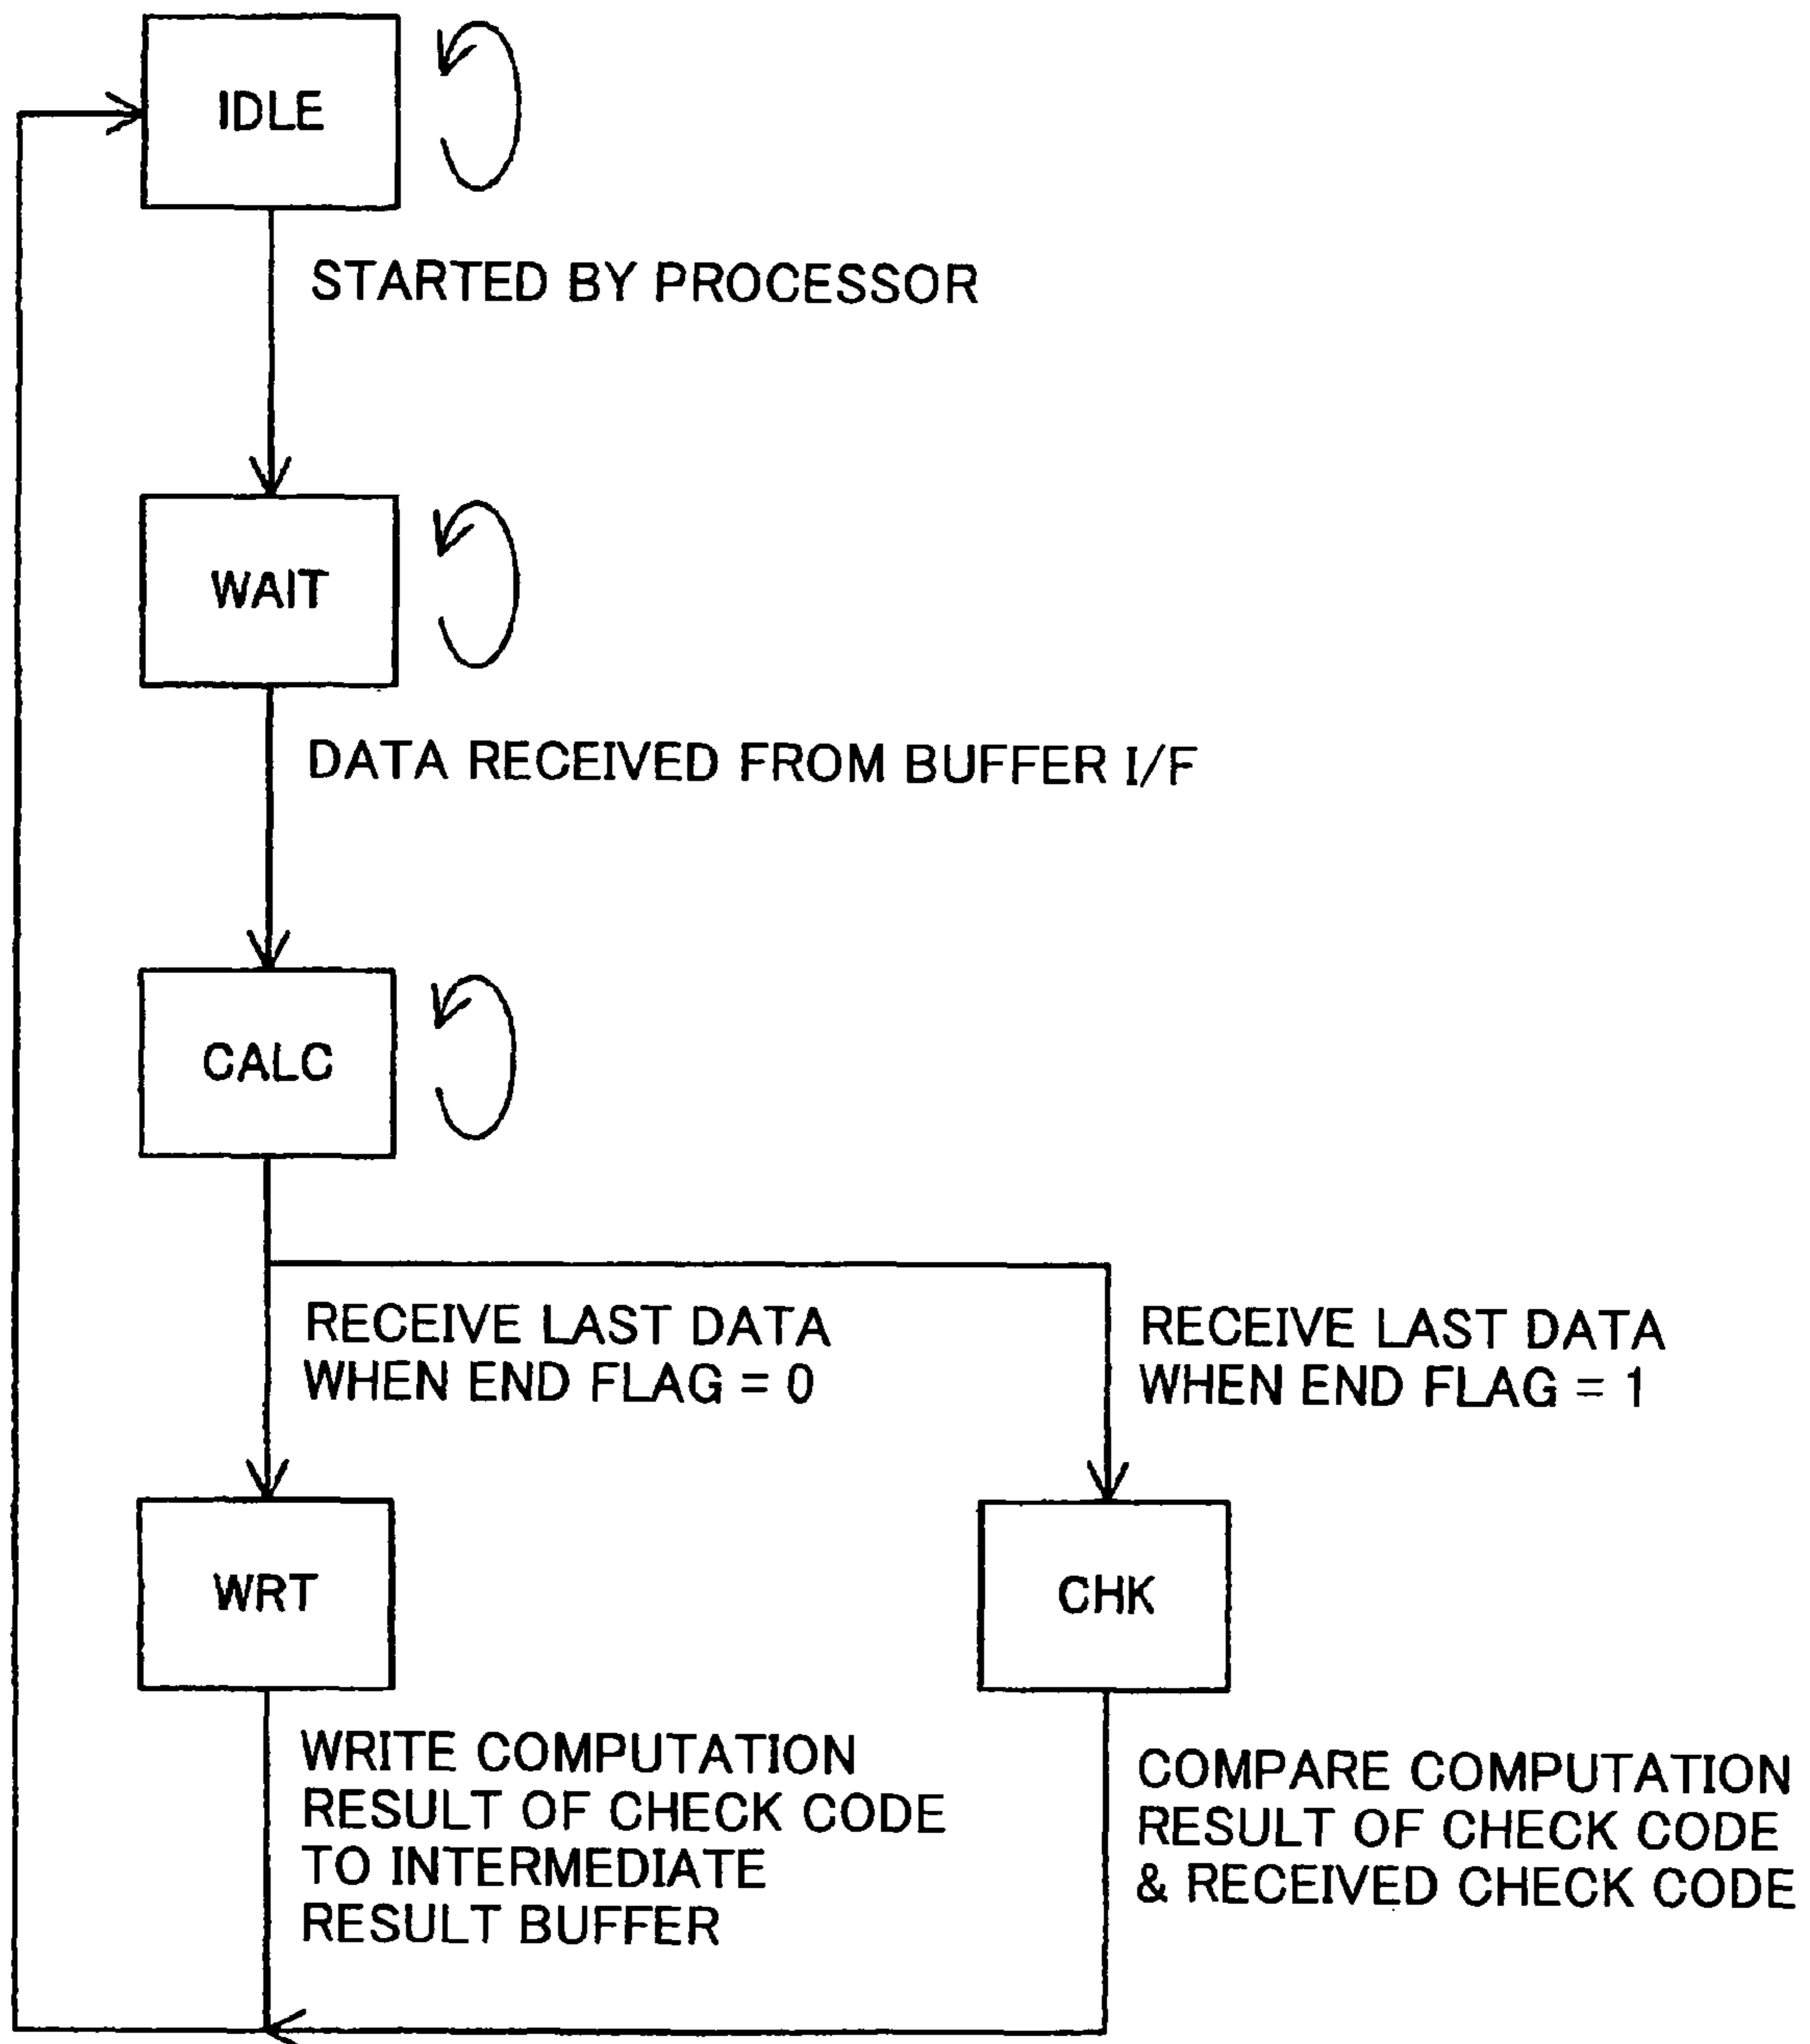 IDLE
STARTED BY PROCESSOR
WAIT
DATA RECEIVED FROM BUFFER I/F
CALC
RECEIVE LAST DATA
WHEN END FLAG = 0
RECEIVE LAST DATA
WHEN END FLAG = 1
WRT
CHK
WRITE COMPUTATION
RESULT OF CHECK CODE
TO INTERMEDIATE
RESULT BUFFER
COMPARE COMPUTATION
RESULT OF CHECK CODE
& RECEIVED CHECK CODE